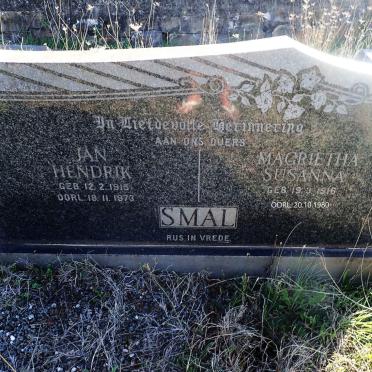 In Liefdevolle Herinnering
AAN ONS OUERS
JAN
HENDRIK
GEB. 12.2.1915
OORL. 18.11.1973
MAGRIETHA
SUSANNA
GEB. 19.3.1916
OORL. 20.10.1980
SMAL
RUS IN VREDE